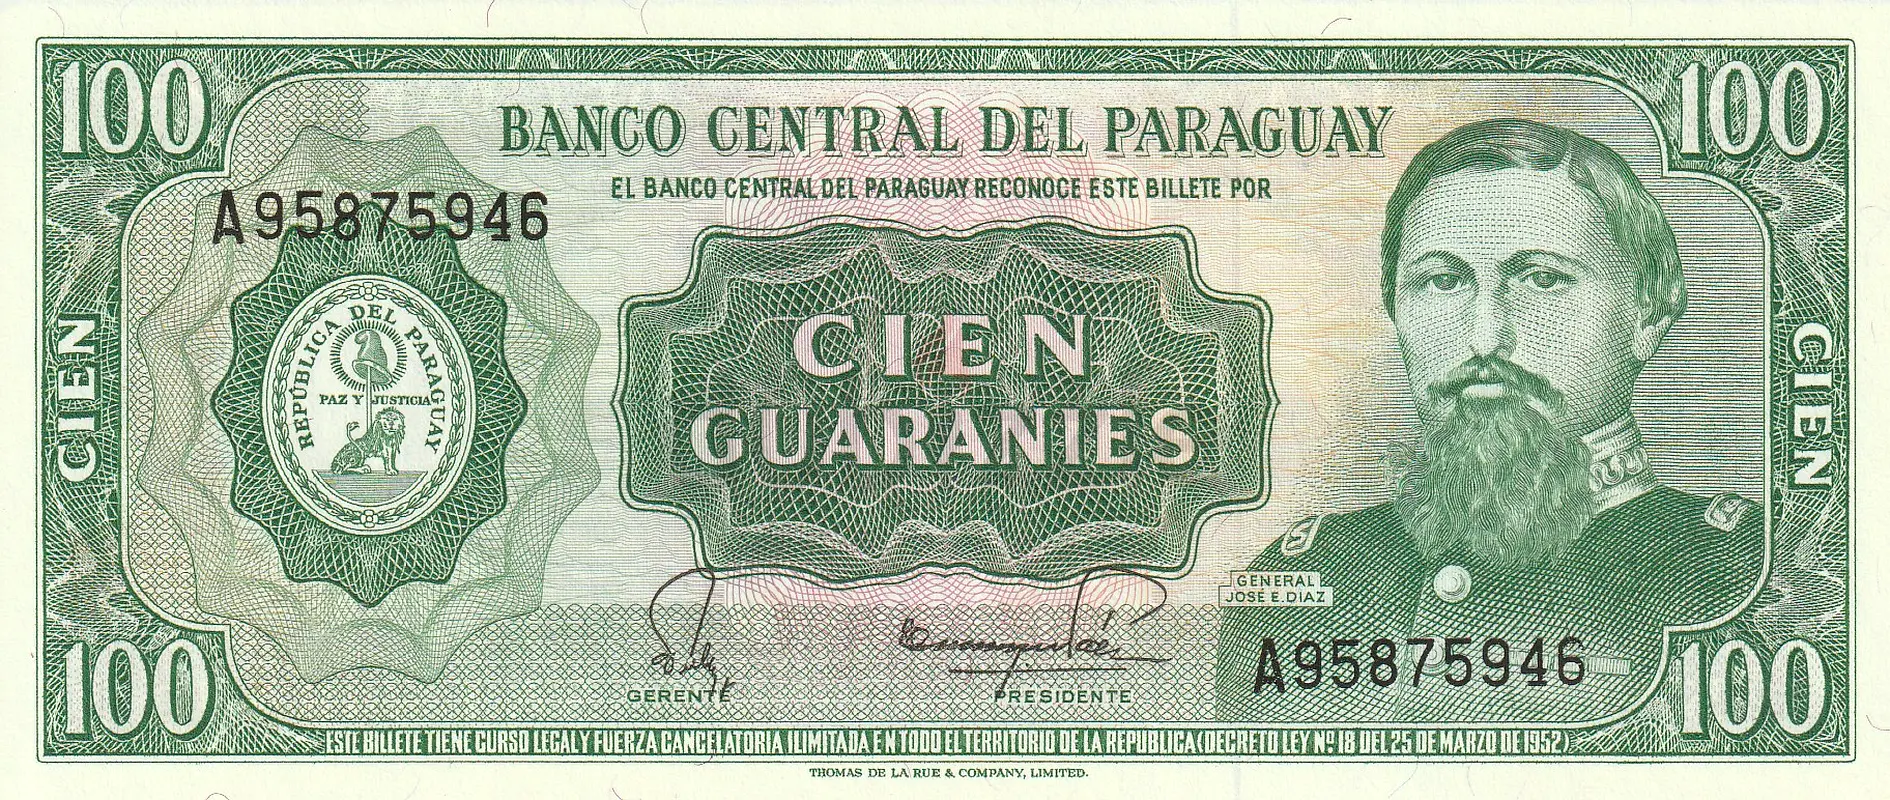 100 100
BANCO CENTRAL DEL PARAGUAY
EL BANCO CENTRAL DEL PARAGUAY RECONOCE ESTE BILLETE POR
A95875946
REPÚBLICA DEL PARAGUAY
PAZ Y JUSTICIA
CIEN
CIEN
GUARANIES
CIEN
GENERAL
JOSÉ E. DIAZ
A95875946
GERENTE
PRESIDENTE
100 100
ESTE BILLETE TIENE CURSO LEGAL Y FUERZA CANCELATORIA ILIMITADA EN TODO EL TERRITORIO DE LA REPUBLICA (DECRETO LEY Nº 18 DEL 25 DE MARZO DE 1952)
THOMAS DE LA RUE & COMPANY, LIMITED.